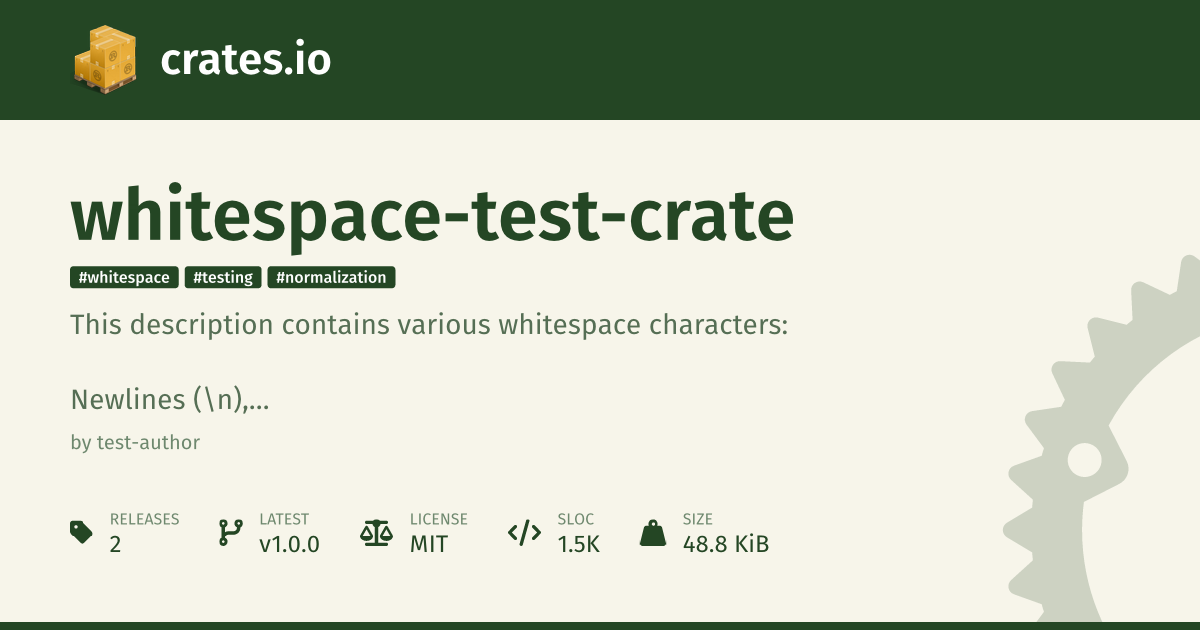 crates.io
whitespace-test-crate
#whitespace #testing #normalization
This description contains various whitespace characters:
Newlines (\n),...
by test-author
RELEASES LATEST LICENSE SLOC SIZE
2 v1.0.0 MIT 1.5K 48.8 KiB